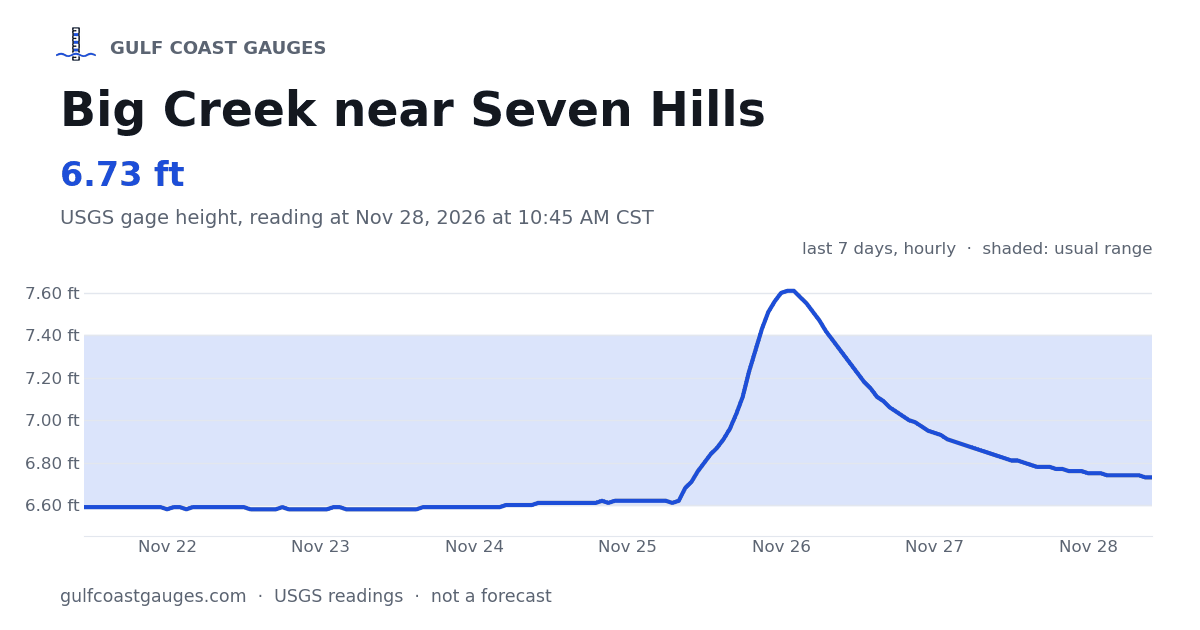 GULF COAST GAUGES
Big Creek near Seven Hills
6.73 ft
USGS gage height, reading at Nov 28, 2026 at 10:45 AM CST
last 7 days, hourly · shaded: usual range
7.60 ft
7.40 ft
7.20 ft
7.00 ft
6.80 ft
6.60 ft
Nov 22 Nov 23 Nov 24 Nov 25 Nov 26 Nov 27 Nov 28
gulfcoastgauges.com · USGS readings · not a forecast